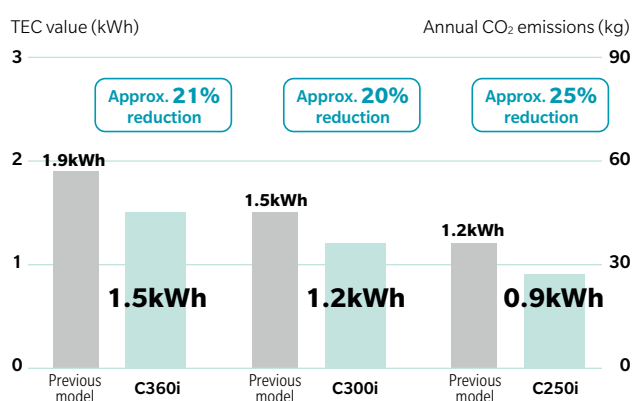 TEC value (kWh)
Annual CO₂ emissions (kg)
3
90
Approx. 21%
reduction
Approx. 20%
reduction
Approx. 25%
reduction
2
60
1.9kWh
1.5kWh
1.2kWh
1
30
1.5kWh
1.2kWh
0.9kWh
0
0
Previous
model
C360i
Previous
model
C300i
Previous
model
C250i